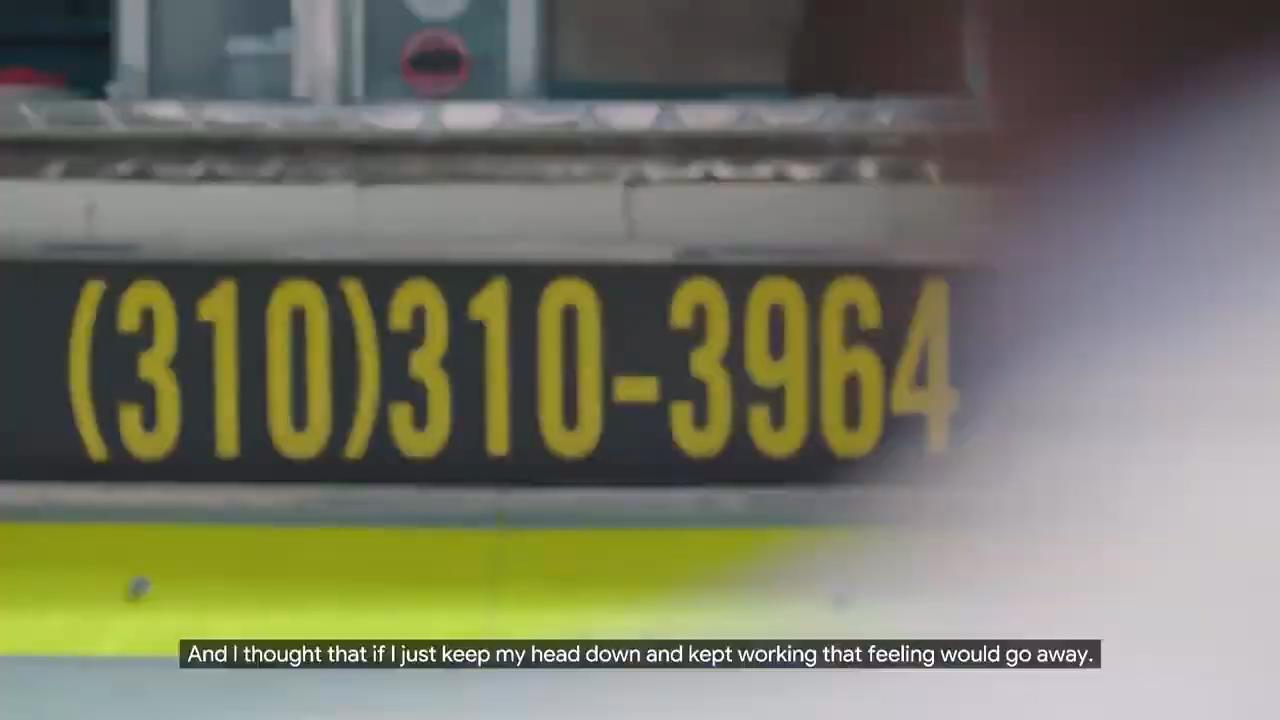 (310)310-3964
And I thought that if I just keep my head down and kept working that feeling would go away.